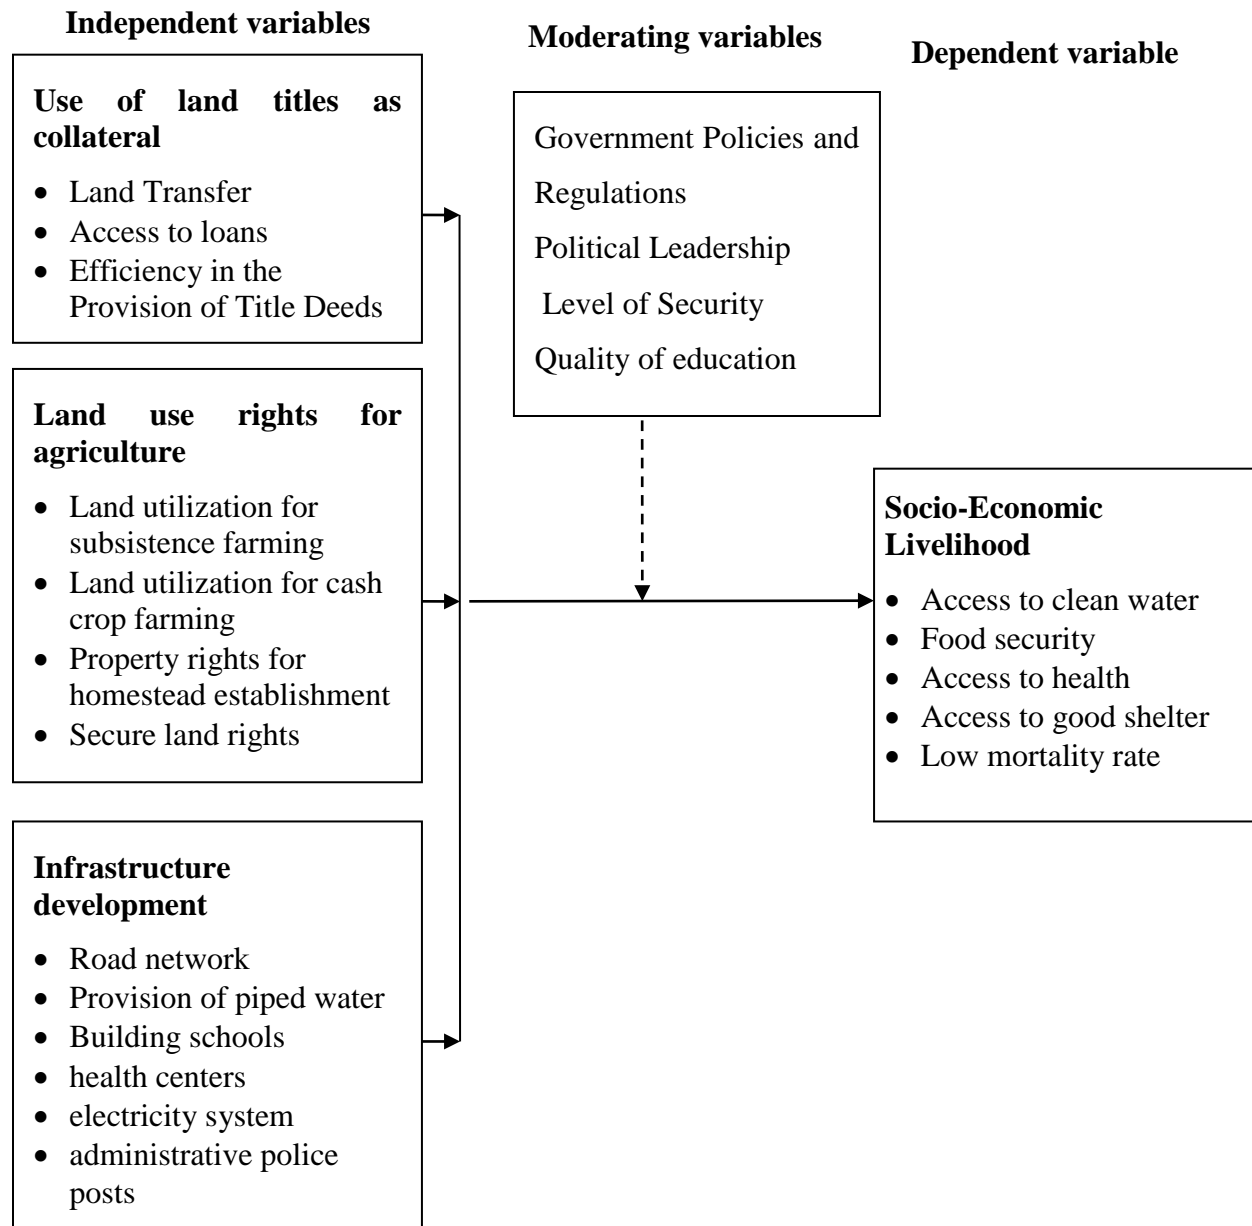 Independent variables
Use of land titles as
collateral
• Land Transfer
• Access to loans
• Efficiency in the
Provision of Title Deeds
Land use rights for
agriculture
• Land utilization for
subsistence farming
• Land utilization for cash
crop farming
• Property rights for
homestead establishment
• Secure land rights
Infrastructure
development
• Road network
• Provision of piped water
• Building schools
• health centers
• electricity system
• administrative police
posts
Moderating variables
Government Policies and
Regulations
Political Leadership
Level of Security
Quality of education
Dependent variable
Socio-Economic
Livelihood
• Access to clean water
• Food security
• Access to health
• Access to good shelter
• Low mortality rate